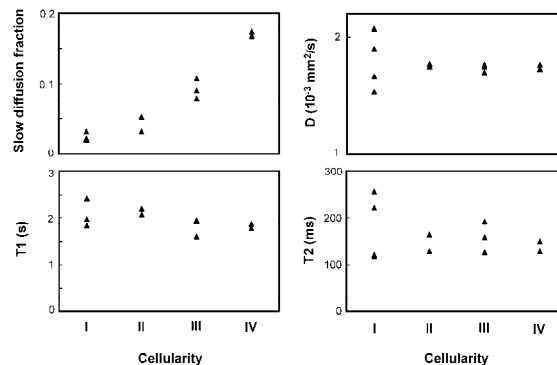 Slow diffusion fraction
0.2
0.1
0
D (10⁻³ mm²/s)
2
1
T1 (s)
3
2
1
0
I II III IV
Cellularity
T2 (ms)
300
200
100
0
I II III IV
Cellularity